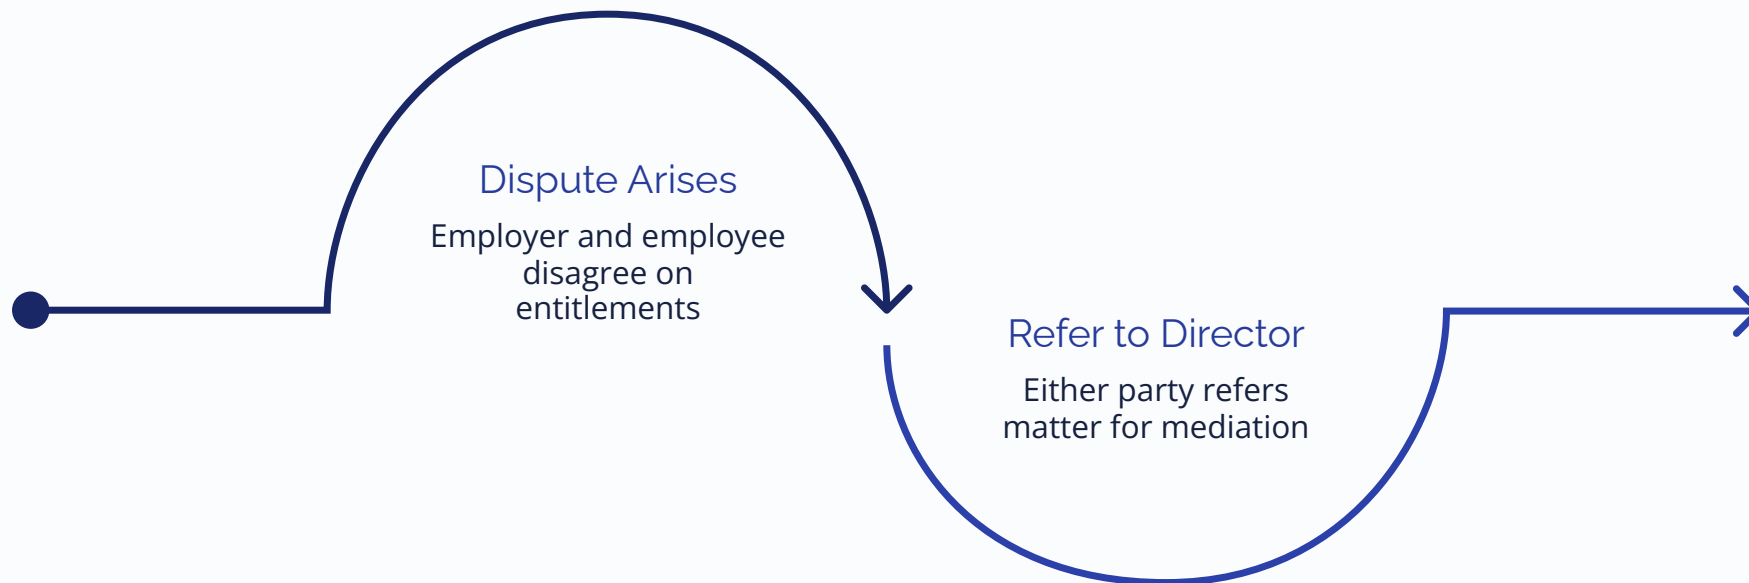 Dispute Arises
Employer and employee
disagree on
entitlements
Refer to Director
Either party refers
matter for mediation